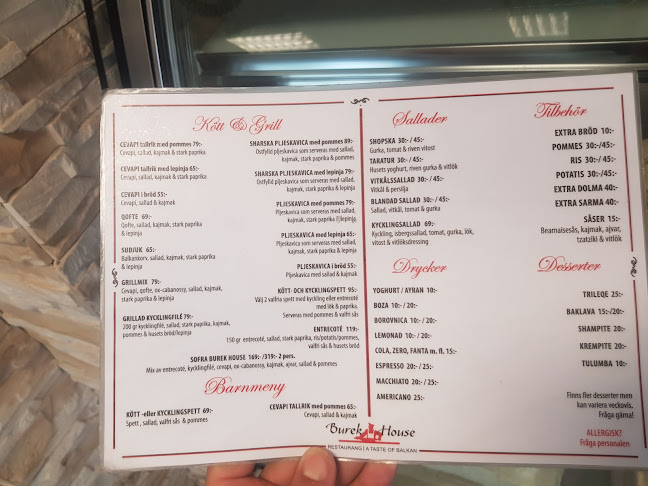 Kött & Grill
CEVAPI tallrik med pommes 79:-
Cevapi, sallad, kajmak & stark paprika
CEVAPI tallrik med lepinja 65:-
Cevapi, sallad, kajmak & stark paprika
CEVAPI i bröd 55:-
Cevapi, sallad & kajmak
QOFTE 69:-
Qofte, sallad, kajmak, stark paprika
& lepinja
SUDJUK 65:-
Balkankorv, salad, kajmak, stark paprika
& lepinja
GRILLMIX 79:-
Cevapi, qofte, ox-cabanossy, sallad, kajmak,
stark paprika & lepinja
GRILLAD KYCKLINGFILÉ 79:-
200 gr kycklingfilé, sallad, stark paprika, kajmak,
pommes & husets bröd/lepinja
SHARSKA PLJESKAVICA med pommes 89:-
Ostfylld pljeskavica som serveras med sallad,
kajmak, stark paprika & pommes
SHARSKA PLJESKAVICA med lepinja 79:-
Ostfylld pljeskavica som serveras med sallad,
kajmak, stark paprika & lepinja
PLJESKAVICA med pommes 79:-
Pljeskavica som serveras med sallad,
kajmak, stark paprika
PLJESKAVICA med lepinja 65:-
Pljeskavica som serveras med sallad,
kajmak, stark paprika & lepinja
PLJESKAVICA i bröd 55:-
Pljeskavica med sallad & kajmak
KÖTT- OCH KYCKLINGSPETT 95:-
Välj 2 valfria spett med kyckling eller entrecoté
med lök & paprika.
Serveras med pommes & valfri sås
ENTRECOTÉ 119:-
150 gr entrecoté, sallad, stark paprika, ris/potatis/pommes,
valfri sås & husets bröd
SOFRA BUREK HOUSE 169:- /319:- 2 pers.
Mix av entrecoté, kycklingfilé, cevapi, ox-cabanossy, kajmak, ajvar, sallad & pommes
Barnmeny
KÖTT -eller KYCKLINGSPETT 69:-
Spett , sallad, valfri sås & pommes
CEVAPI TALLRIK med pommes 65:-
Cevapi, sallad & kajmak
Sallader
SHOPSKA 30:- / 45:-
Gurka, tomat & riven vitost
TARATUR 30:- / 45:-
Husets yoghurt, riven gurka & vitlök
VITKÅLSSALLAD 30:- / 45:-
Vitkål & persilja
BLANDAD SALLAD 30:- / 45:-
Sallad, vitkål, tomat & gurka
KYCKLINGSALLAD 69:-
Kyckling, isbergssallad, tomat, gurka, lök,
vitost & vitlöksdressing
Drycker
YOGHURT / AYRAN 10:-
BOZA 10:- / 20:-
BOROVNICA 10:- / 20:-
LEMONAD 10:- / 20:-
COLA, ZERO, FANTA m. fl. 15:-
ESPRESSO 20:- / 25:-
MACCHIATO 20:- / 25:-
AMERICANO 25:-
Tilbehör
EXTRA BRÖD 10:-
POMMES 30:-/45:-
RIS 30:-/45:-
POTATIS 30:-/45:-
EXTRA DOLMA 40:-
EXTRA SARMA 40:-
SÅSER 15:-
Bearnaisesås, kajmak, ajvar,
tzatziki & vitlök
Desserter
TRILEQE 25:-
BAKLAVA 15:-/20:-
SHAMPITE 20:-
KREMPITE 20:-
TULUMBA 10:-
Finns fler desserter men
kan variera veckovis.
Fråga gärna!
ALLERGISK?
Fråga personalen
Burek House
RESTAURANG | A TASTE OF BALKAN